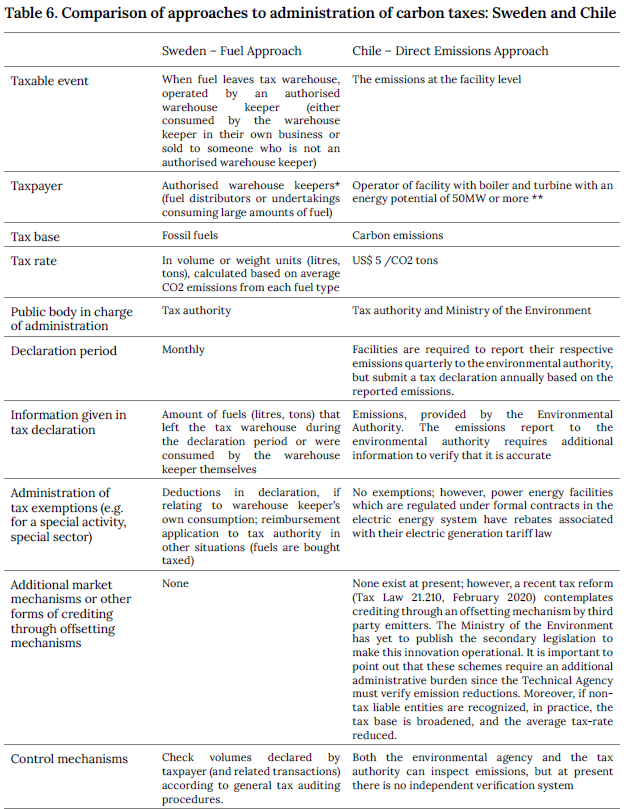 Table 6. Comparison of approaches to administration of carbon taxes: Sweden and Chile
Sweden – Fuel Approach
Chile – Direct Emissions Approach
Taxable event
When fuel leaves tax warehouse,
operated by an authorised
warehouse keeper (either
consumed by the warehouse
keeper in their own business or
sold to someone who is not an
authorised warehouse keeper)
The emissions at the facility level
Taxpayer
Authorised warehouse keepers*
(fuel distributors or undertakings
consuming large amounts of fuel)
Operator of facility with boiler and turbine with an
energy potential of 50MW or more **
Tax base
Fossil fuels
Carbon emissions
Tax rate
In volume or weight units (litres,
tons), calculated based on average
CO2 emissions from each fuel type
US$ 5 /CO2 tons
Public body in charge
of administration
Tax authority
Tax authority and Ministry of the Environment
Declaration period
Monthly
Facilities are required to report their respective
emissions quarterly to the environmental authority,
but submit a tax declaration annually based on the
reported emissions.
Information given in
tax declaration
Amount of fuels (litres, tons) that
left the tax warehouse during
the declaration period or were
consumed by the warehouse
keeper themselves
Emissions, provided by the Environmental
Authority. The emissions report to the
environmental authority requires additional
information to verify that it is accurate
Administration of
tax exemptions (e.g.
for a special activity,
special sector)
Deductions in declaration, if
relating to warehouse keeper's
own consumption; reimbursement
application to tax authority in
other situations (fuels are bought
taxed)
No exemptions; however, power energy facilities
which are regulated under formal contracts in the
electric energy system have rebates associated
with their electric generation tariff law
Additional market
mechanisms or other
forms of crediting
through offsetting
mechanisms
None
None exist at present; however, a recent tax reform
(Tax Law 21.210, February 2020) contemplates
crediting through an offsetting mechanism by third
party emitters. The Ministry of the Environment
has yet to publish the secondary legislation to
make this innovation operational. It is important to
point out that these schemes require an additional
administrative burden since the Technical Agency
must verify emission reductions. Moreover, if non-
tax liable entities are recognized, in practice, the
tax base is broadened, and the average tax-rate
reduced.
Control mechanisms
Check volumes declared by
taxpayer (and related transactions)
according to general tax auditing
procedures.
Both the environmental agency and the tax
authority can inspect emissions, but at present
there is no independent verification system